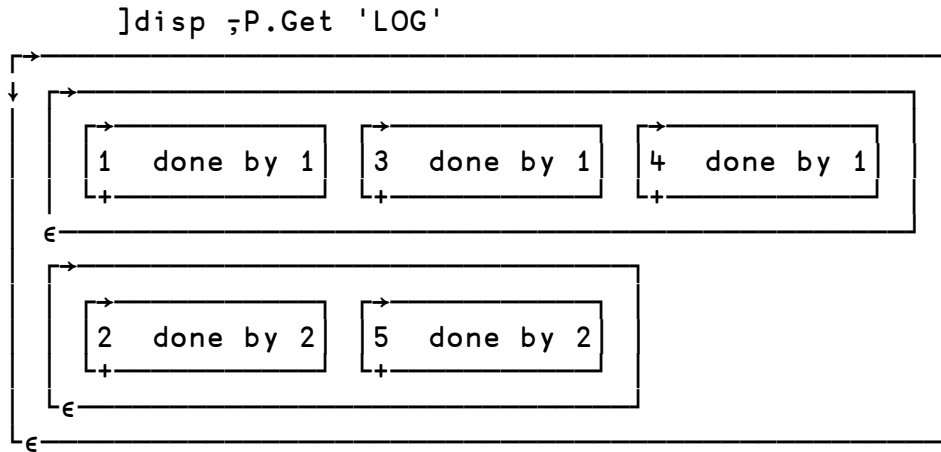 ]disp ⍪P.Get 'LOG'
┌→────────────────────────────────────────────────
↓ ┌→─────────────────────────────────────────────┐
│ │ ┌→───────────┐ ┌→───────────┐ ┌→───────────┐ │
│ │ │1  done by 1│ │3  done by 1│ │4  done by 1│ │
│ │ └+───────────┘ └+───────────┘ └+───────────┘ │
│ ∊──────────────────────────────────────────────┘
│ ┌→──────────────────────────────┐
│ │ ┌→───────────┐ ┌→───────────┐ │
│ │ │2  done by 2│ │5  done by 2│ │
│ │ └+───────────┘ └+───────────┘ │
│ └∊──────────────────────────────┘
└∊────────────────────────────────────────────────